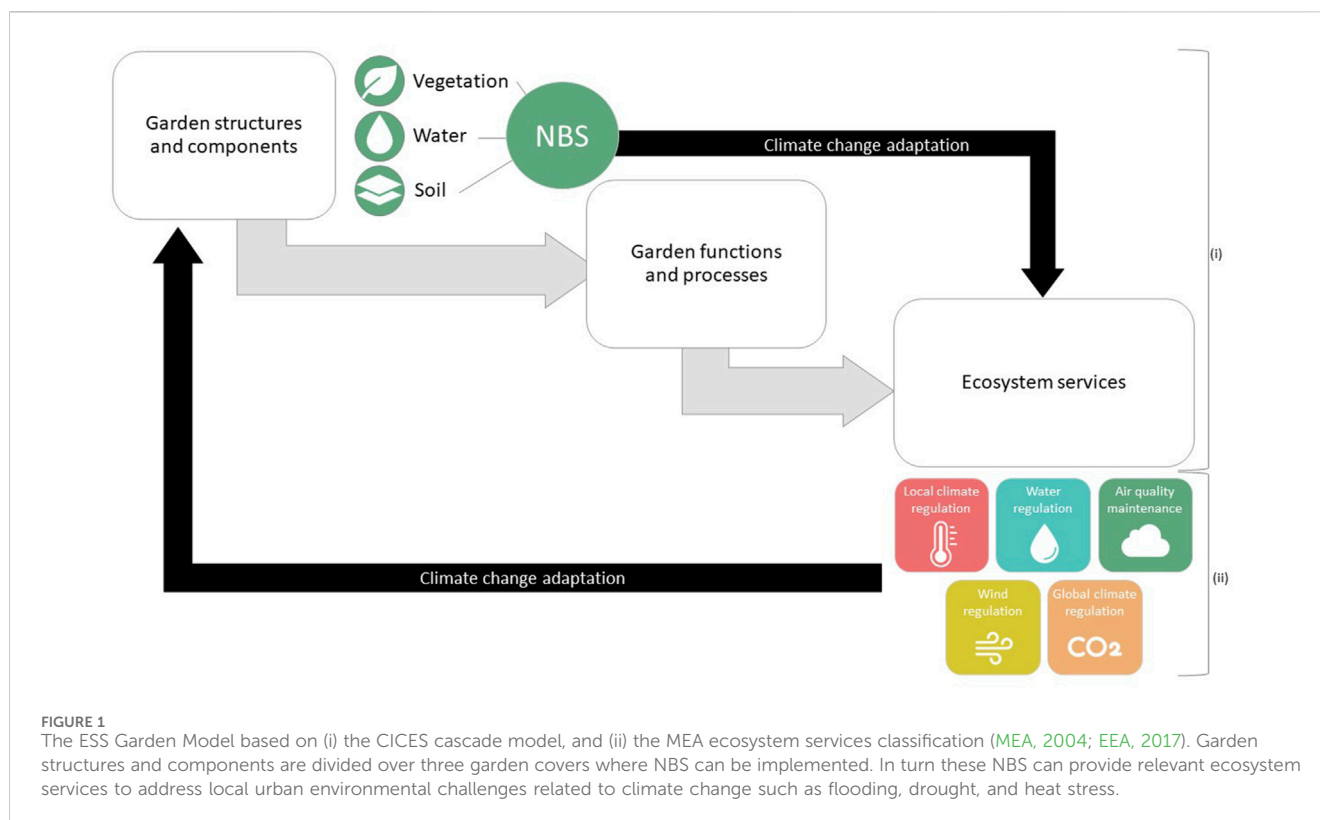 Garden structures
and components
Vegetation
Water
Soil
NBS
Climate change adaptation
Garden functions
and processes
(i)
Ecosystem services
Local climate
regulation
Water
regulation
Air quality
maintenance
Climate change adaptation
(ii)
Wind
regulation
Global climate
regulation
CO2
FIGURE 1
The ESS Garden Model based on (i) the CICES cascade model, and (ii) the MEA ecosystem services classification (MEA, 2004; EEA, 2017). Garden
structures and components are divided over three garden covers where NBS can be implemented. In turn these NBS can provide relevant ecosystem
services to address local urban environmental challenges related to climate change such as flooding, drought, and heat stress.